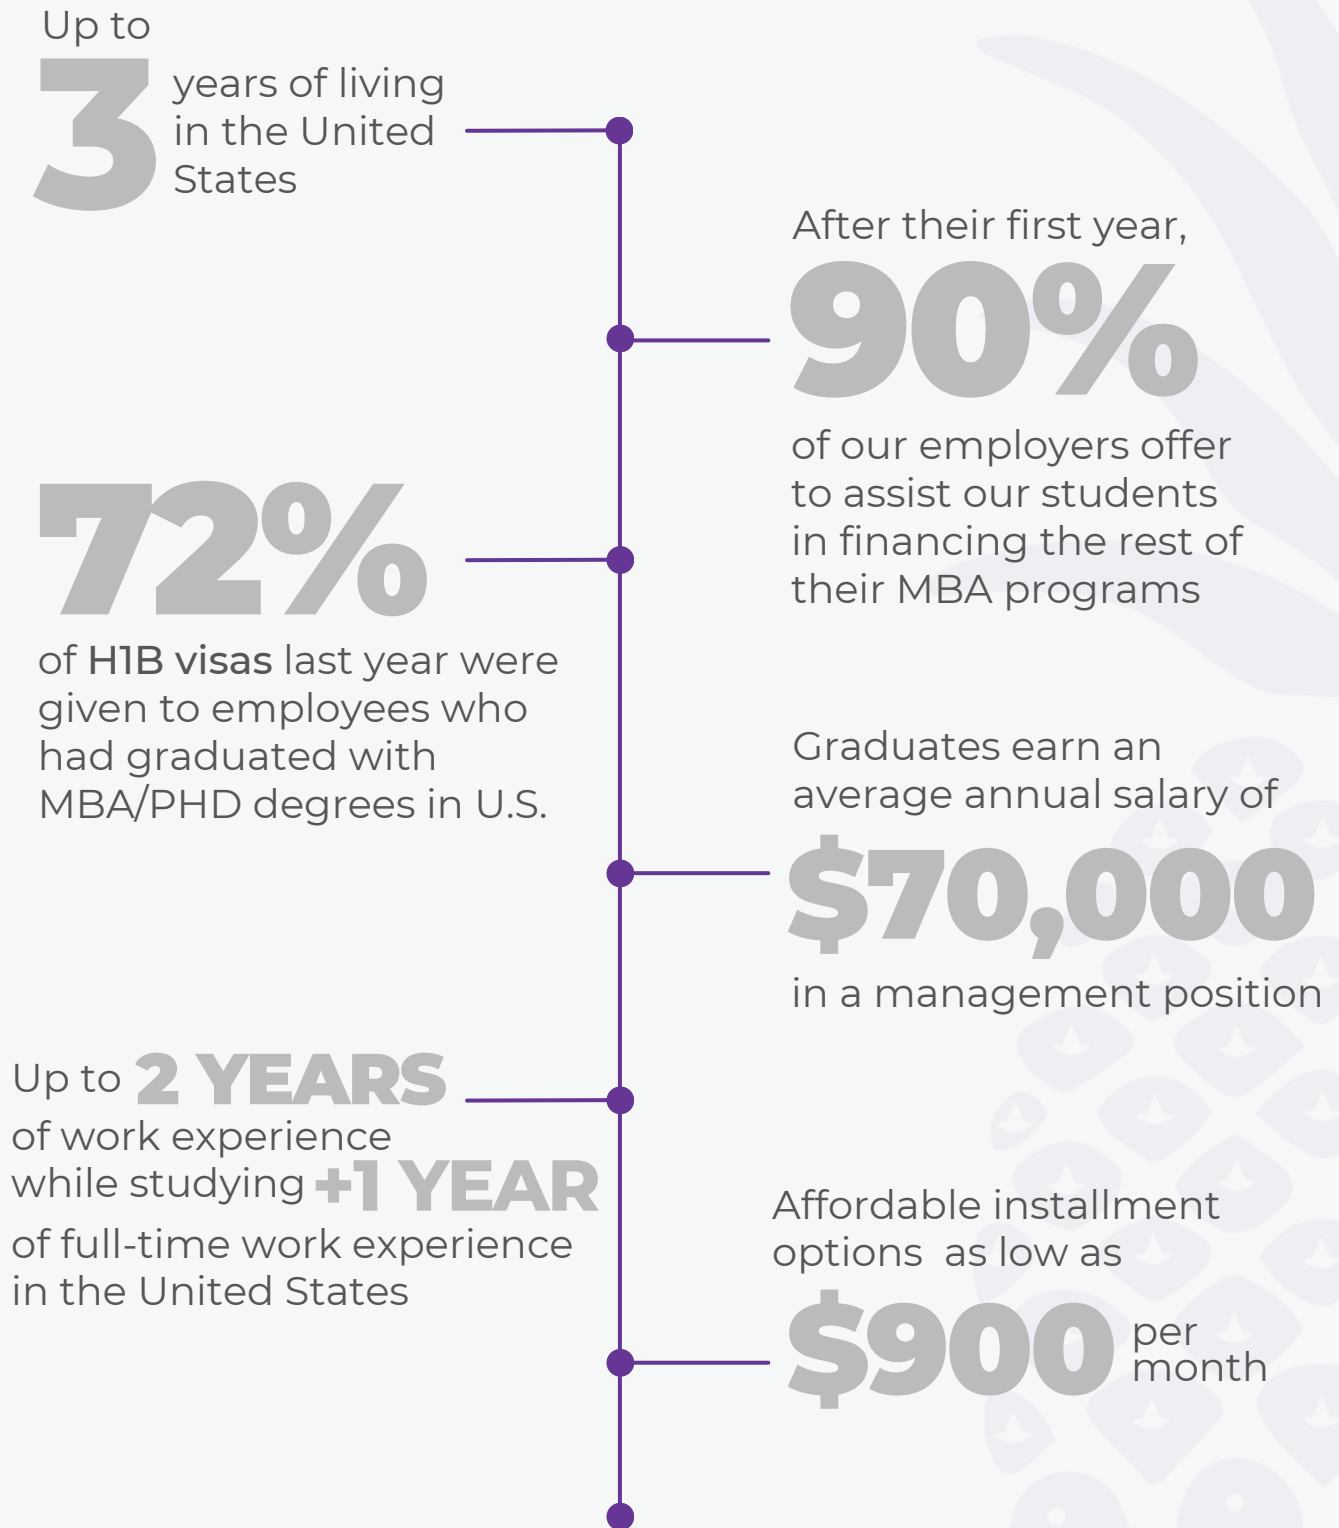 Up to
3
years of living
in the United
States
After their first year,
90%
of our employers offer
to assist our students
in financing the rest of
their MBA programs
72%
of H1B visas last year were
given to employees who
had graduated with
MBA/PHD degrees in U.S.
Graduates earn an
average annual salary of
$70,000
in a management position
Up to 2 YEARS
of work experience
while studying +1 YEAR
of full-time work experience
in the United States
Affordable installment
options as low as
$900
per
month